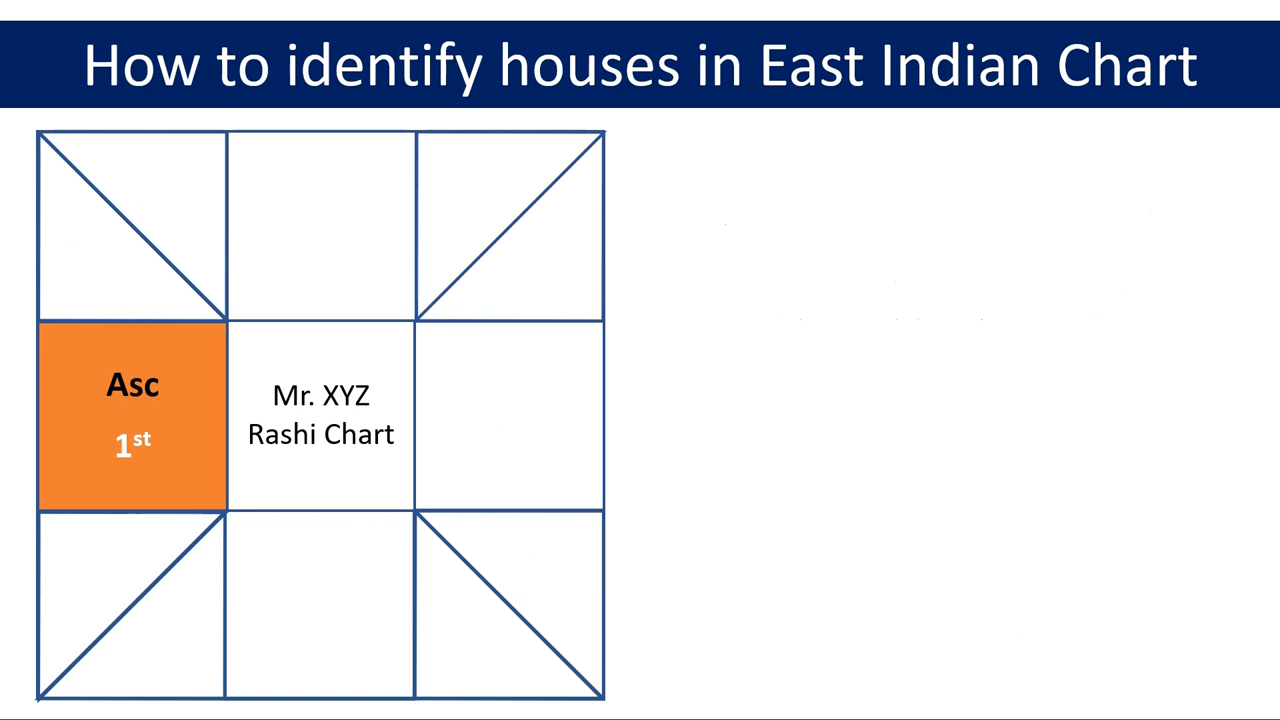 How to identify houses in East Indian Chart
Asc
1st
Mr. XYZ
Rashi Chart